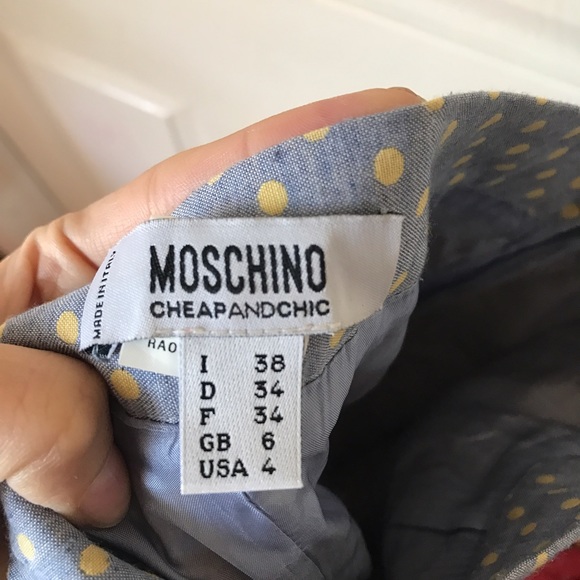 MOSCHINO
CHEAPANDCHIC
MADE IN ITALY
I 38
D 34
F 34
GB 6
USA 4